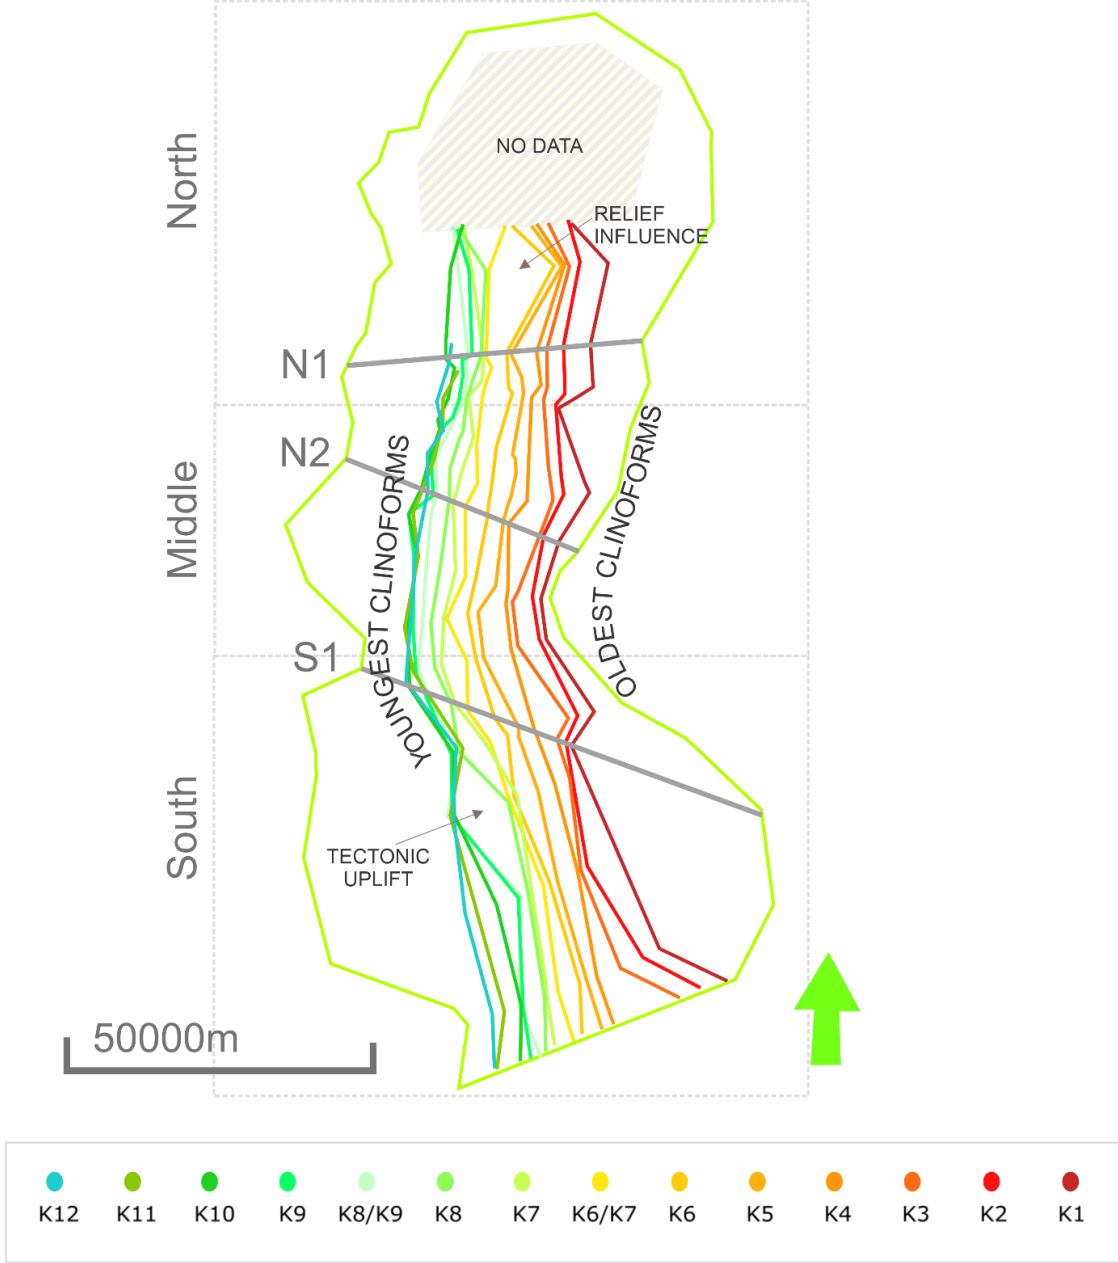 North
NO DATA
RELIEF
INFLUENCE
N1
N2
Middle
YOUNGEST CLINOFORMS
OLDEST CLINOFORMS
S1
South
TECTONIC
UPLIFT
50000m
K12 K11 K10 K9 K8/K9 K8 K7 K6/K7 K6 K5 K4 K3 K2 K1